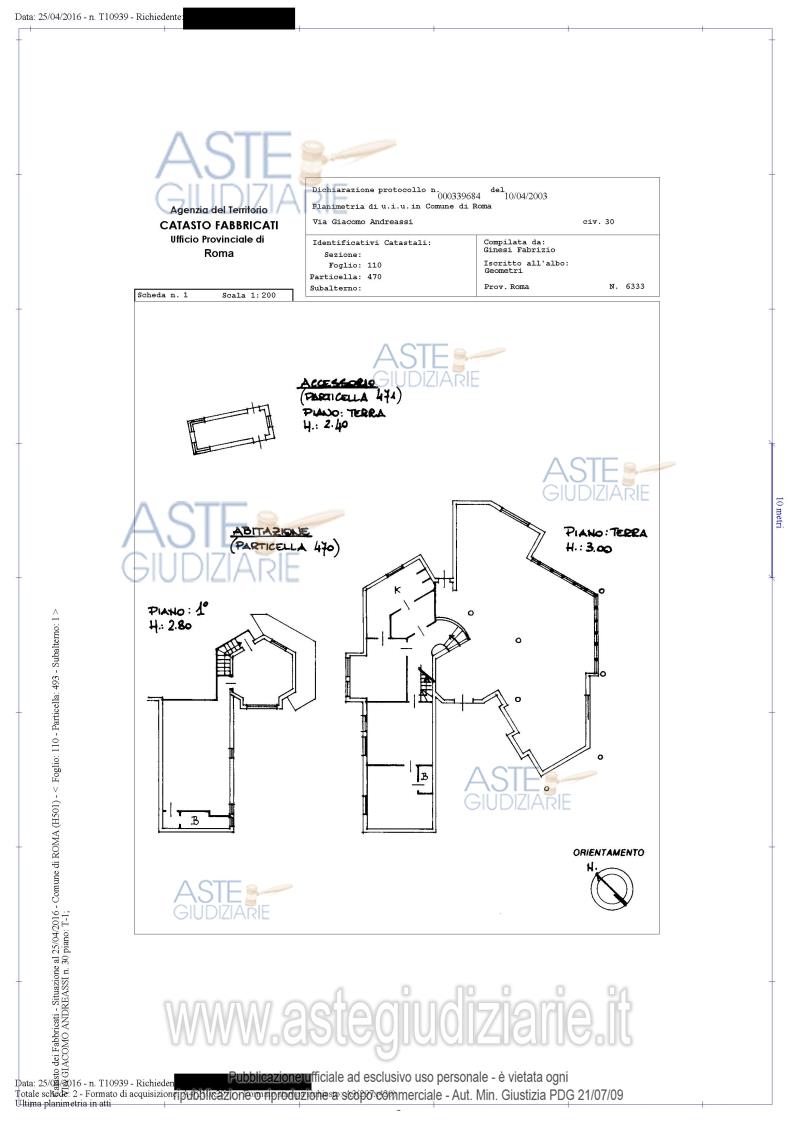 Data: 25/04/2016 - n. T10939 - Richiedente:
ASTE
GIUDIZIARIE
Agenzia del Territorio
CATASTO FABBRICATI
Ufficio Provinciale di
Roma
Dichiarazione protocollo n. 000339684 del 10/04/2003
Planimetria di u.i.u. in Comune di Roma
Via Giacomo Andreassi civ. 30
Identificativi Catastali:
Sezione:
Foglio: 110
Particella: 470
Subalterno:
Compilata da:
Ginesi Fabrizio
Iscritto all'albo:
Geometri
Prov. Roma N. 6333
Scheda n. 1 Scala 1:200
ASTE
GIUDIZIARIE
ACCESSORIO
(PARTICELLA 471)
PIANO: TERRA
H.: 2.40
ASTE
GIUDIZIARIE
10 metri
ASTE
GIUDIZIARIE
ABITAZIONE
(PARTICELLA 470)
PIANO: TERRA
H.: 3.00
PIANO: 1°
H.: 2.80
K
B
B
ASTE
GIUDIZIARIE
ORIENTAMENTO
N.
ASTE
GIUDIZIARIE
Catasto dei Fabbricati - Situazione al 25/04/2016 - Comune di ROMA (H501) - < Foglio: 110 - Particella: 493 - Subalterno: 1 >
GIACOMO ANDREASSI n. 30 piano: T-1;
www.astegiudiziarie.it
Data: 25/04/2016 - n. T10939 - Richiedente
Totale schede: 2 - Formato di acquisizione:
Ultima planimetria in atti
Pubblicazione ufficiale ad esclusivo uso personale - è vietata ogni
ripubblicazione o riproduzione a scopo commerciale - Aut. Min. Giustizia PDG 21/07/09